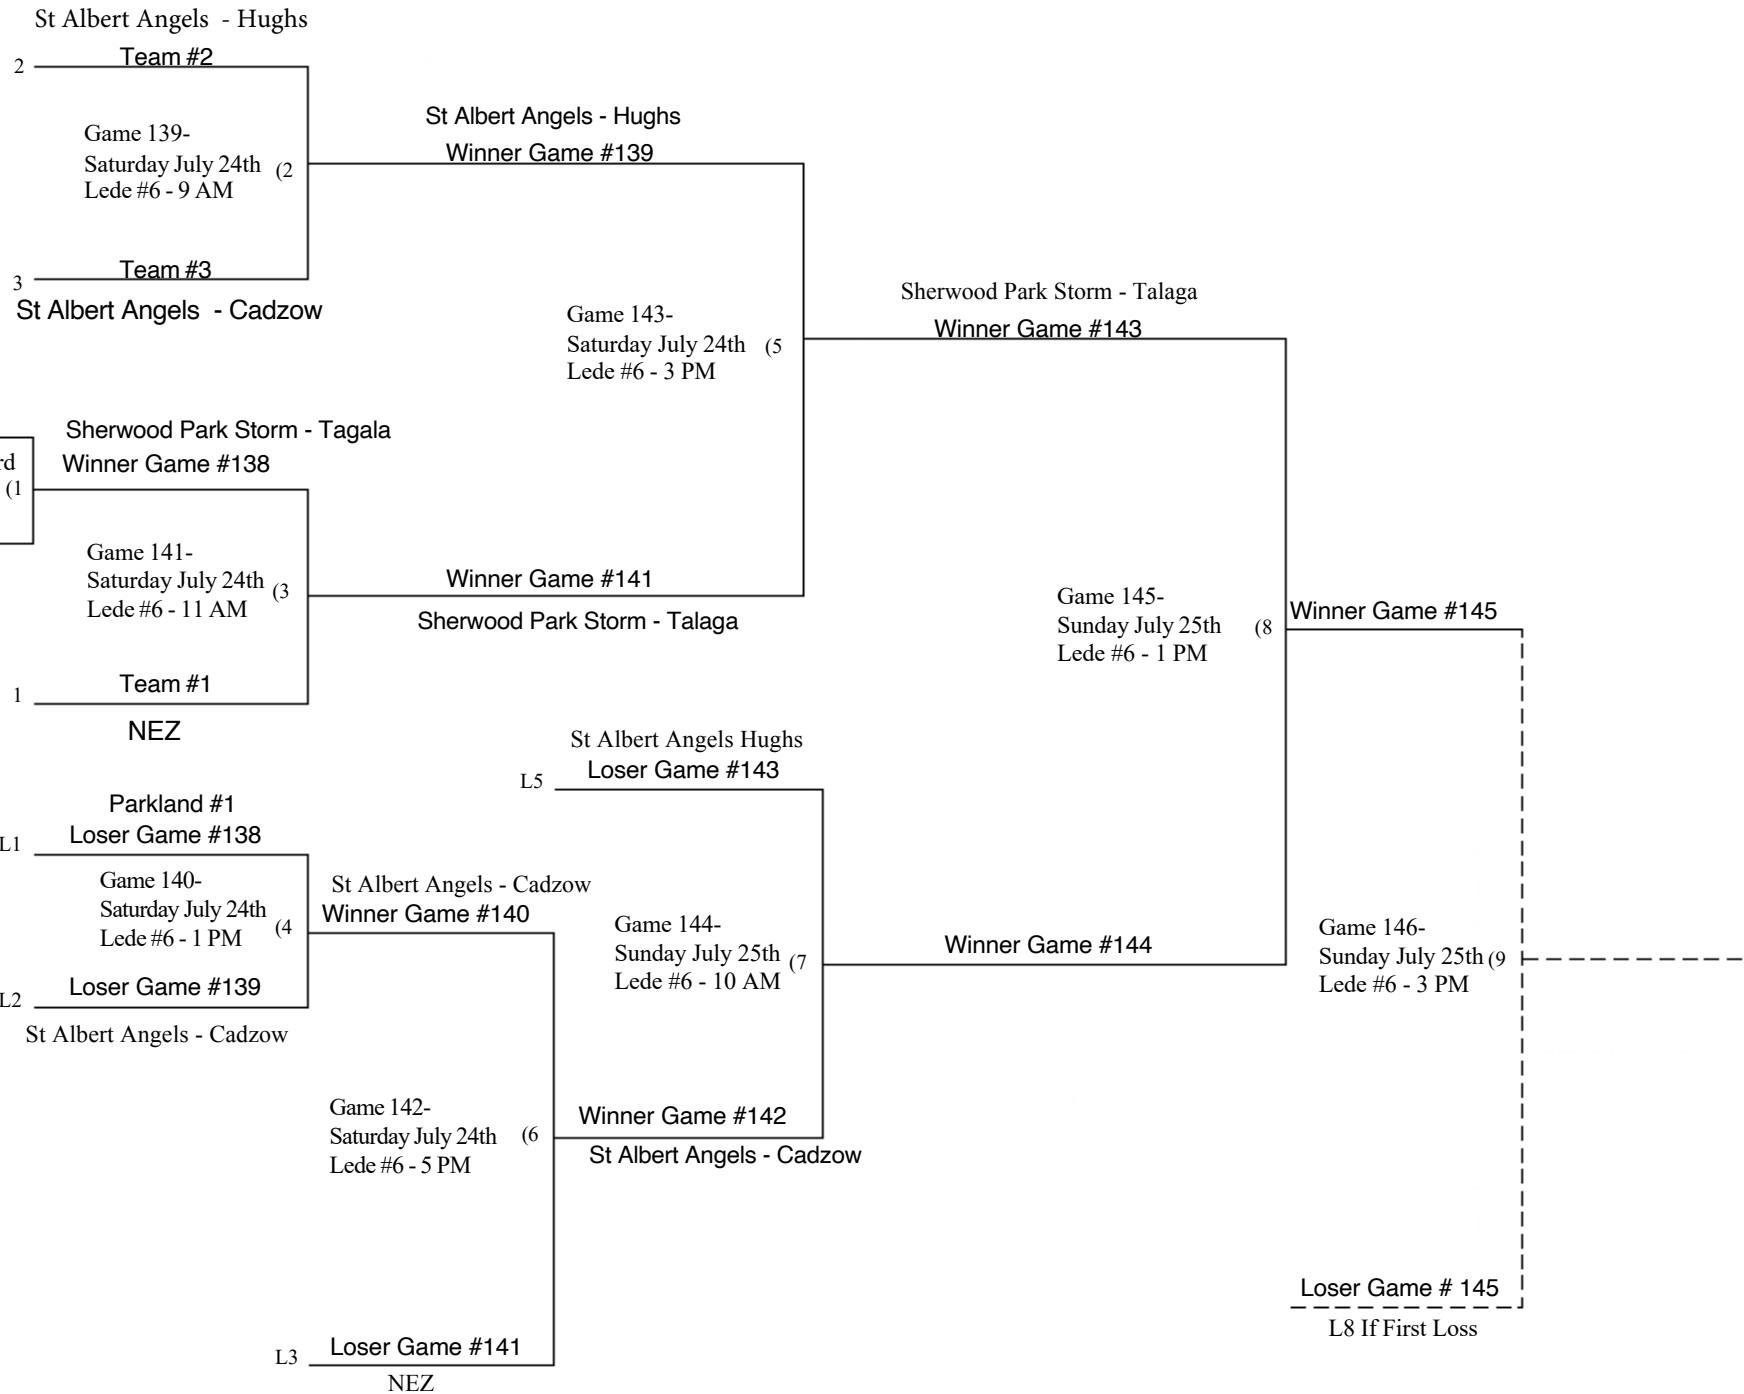 St Albert Angels  - Hughs
Team #2
2
Game 139-
Saturday July 24th
(2
Lede #6 - 9 AM
St Albert Angels - Hughs
Winner Game #139
Team #3
3
St Albert Angels  - Cadzow
Game 143-
Saturday July 24th
(5
Lede #6 - 3 PM
Sherwood Park Storm - Talaga
Winner Game #143
Sherwood Park Storm - Tagala
Winner Game #138
rd
(1
Game 141-
Saturday July 24th
(3
Lede #6 - 11 AM
Winner Game #141
Sherwood Park Storm - Talaga
Team #1
1
NEZ
Game 145-
Sunday July 25th
(8
Lede #6 - 1 PM
Winner Game #145
St Albert Angels Hughs
Loser Game #143
L5
Parkland #1
Loser Game #138
L1
Game 140-
Saturday July 24th
(4
Lede #6 - 1 PM
St Albert Angels - Cadzow
Winner Game #140
Loser Game #139
L2
St Albert Angels - Cadzow
Game 144-
Sunday July 25th
(7
Lede #6 - 10 AM
Winner Game #144
Game 146-
Sunday July 25th
(9
Lede #6 - 3 PM
Game 142-
Saturday July 24th
(6
Lede #6 - 5 PM
Winner Game #142
St Albert Angels - Cadzow
Loser Game #141
L3
NEZ
Loser Game # 145
L8 If First Loss